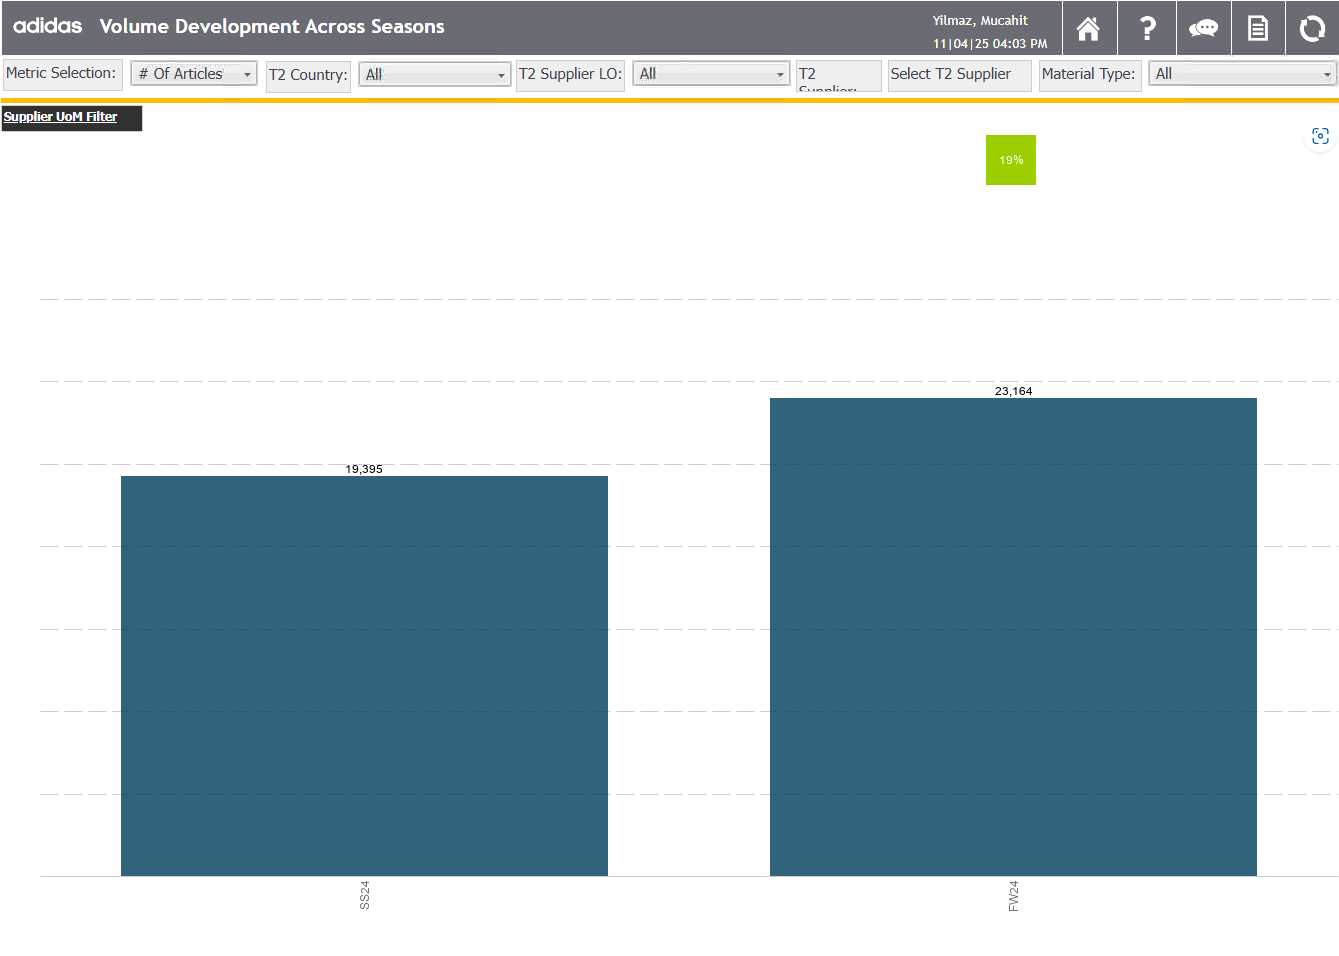 adidas Volume Development Across Seasons
Yilmaz, Mucahit
11|04|25 04:03 PM
?
Metric Selection: # Of Articles T2 Country: All T2 Supplier LO: All T2 Supplier: Select T2 Supplier Material Type: All
Supplier UoM Filter
19%
23,164
19,395
SS24
FW24